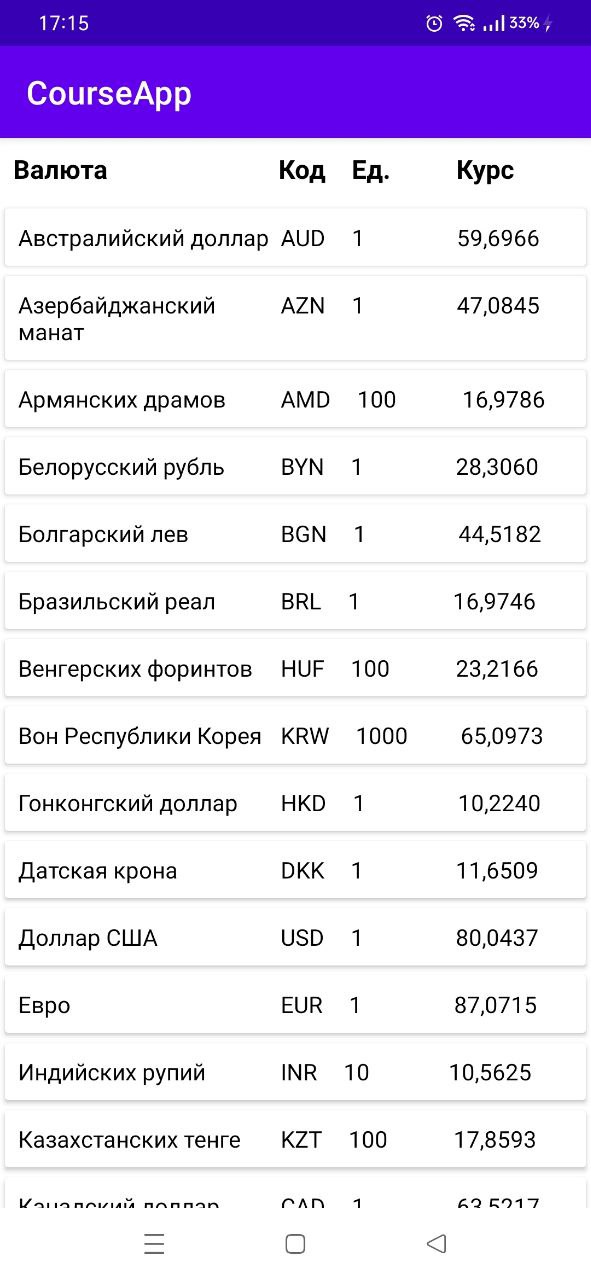 17:15 33%
CourseApp
Валюта Код Ед. Курс
Австралийский доллар AUD 1 59,6966
Азербайджанский AZN 1 47,0845
манат
Армянских драмов AMD 100 16,9786
Белорусский рубль BYN 1 28,3060
Болгарский лев BGN 1 44,5182
Бразильский реал BRL 1 16,9746
Венгерских форинтов HUF 100 23,2166
Вон Республики Корея KRW 1000 65,0973
Гонконгский доллар HKD 1 10,2240
Датская крона DKK 1 11,6509
Доллар США USD 1 80,0437
Евро EUR 1 87,0715
Индийских рупий INR 10 10,5625
Казахстанских тенге KZT 100 17,8593
Канадский доллар CAD 1 63,5217